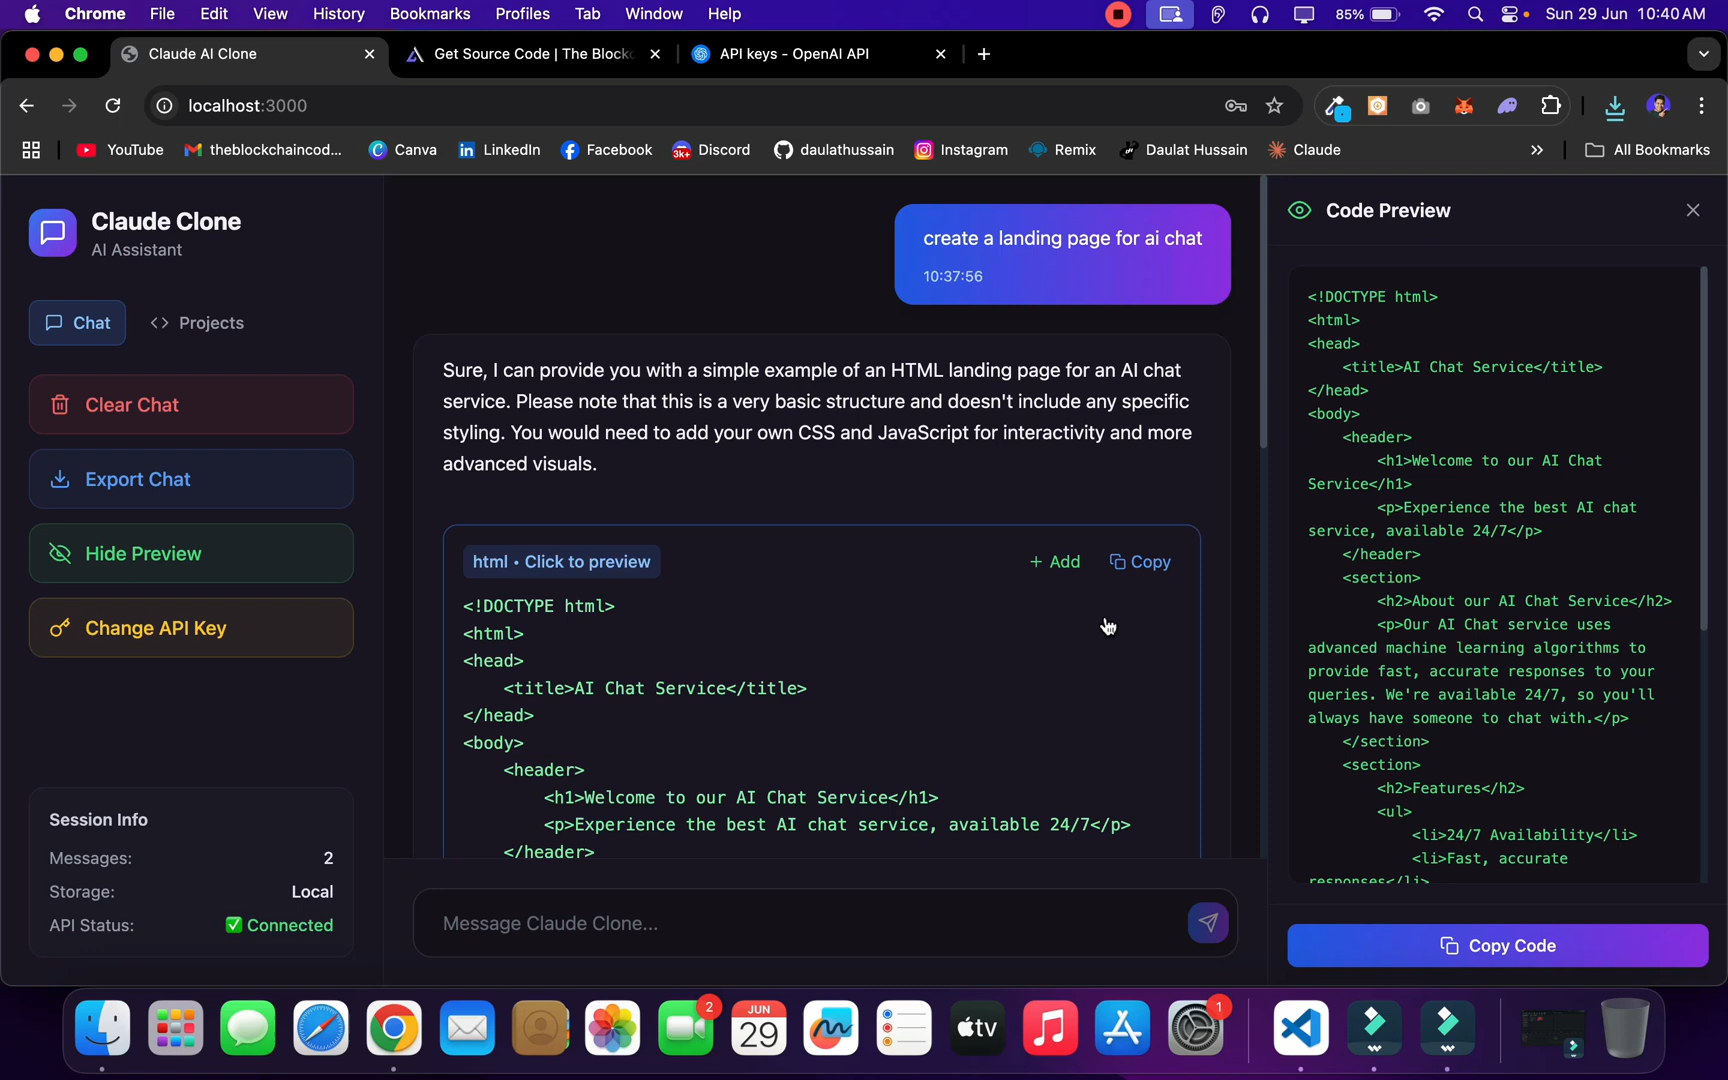 Chrome File Edit View History Bookmarks Profiles Tab Window Help 85% Sun 29 Jun 10:40 AM
Claude AI Clone Get Source Code | The Block API keys - OpenAI API
localhost:3000
YouTube theblockchaincod... Canva LinkedIn Facebook 3k+ Discord daulathussain Instagram Remix Daulat Hussain Claude » All Bookmarks
Claude Clone
AI Assistant
Chat <> Projects
Clear Chat
Export Chat
Hide Preview
Change API Key
Session Info
Messages: 2
Storage: Local
API Status: ✅ Connected
create a landing page for ai chat
10:37:56
Sure, I can provide you with a simple example of an HTML landing page for an AI chat
service. Please note that this is a very basic structure and doesn't include any specific
styling. You would need to add your own CSS and JavaScript for interactivity and more
advanced visuals.
html • Click to preview + Add Copy
<!DOCTYPE html>
<html>
<head>
    <title>AI Chat Service</title>
</head>
<body>
    <header>
        <h1>Welcome to our AI Chat Service</h1>
        <p>Experience the best AI chat service, available 24/7</p>
    </header>
Message Claude Clone...
Code Preview
<!DOCTYPE html>
<html>
<head>
    <title>AI Chat Service</title>
</head>
<body>
    <header>
        <h1>Welcome to our AI Chat
Service</h1>
        <p>Experience the best AI chat
service, available 24/7</p>
    </header>
    <section>
        <h2>About our AI Chat Service</h2>
        <p>Our AI Chat service uses
advanced machine learning algorithms to
provide fast, accurate responses to your
queries. We're available 24/7, so you'll
always have someone to chat with.</p>
    </section>
    <section>
        <h2>Features</h2>
        <ul>
            <li>24/7 Availability</li>
            <li>Fast, accurate
responses</li>
Copy Code
2
JUN
29
tv
1